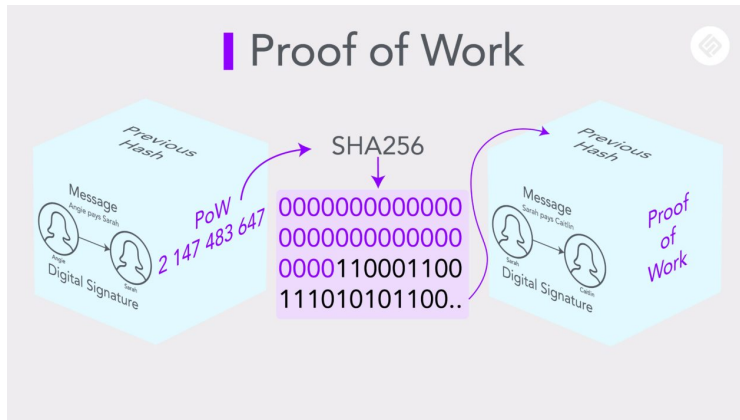 Proof of Work
Previous
Hash
Message
Angie pays Sarah
Angie
Sarah
Digital Signature
PoW
2 147 483 647
SHA256
0000000000000
0000000000000
0000110001100
111010101100..
Previous
Hash
Message
Sarah pays Caitlin
Sarah
Caitlin
Digital Signature
Proof
of
Work